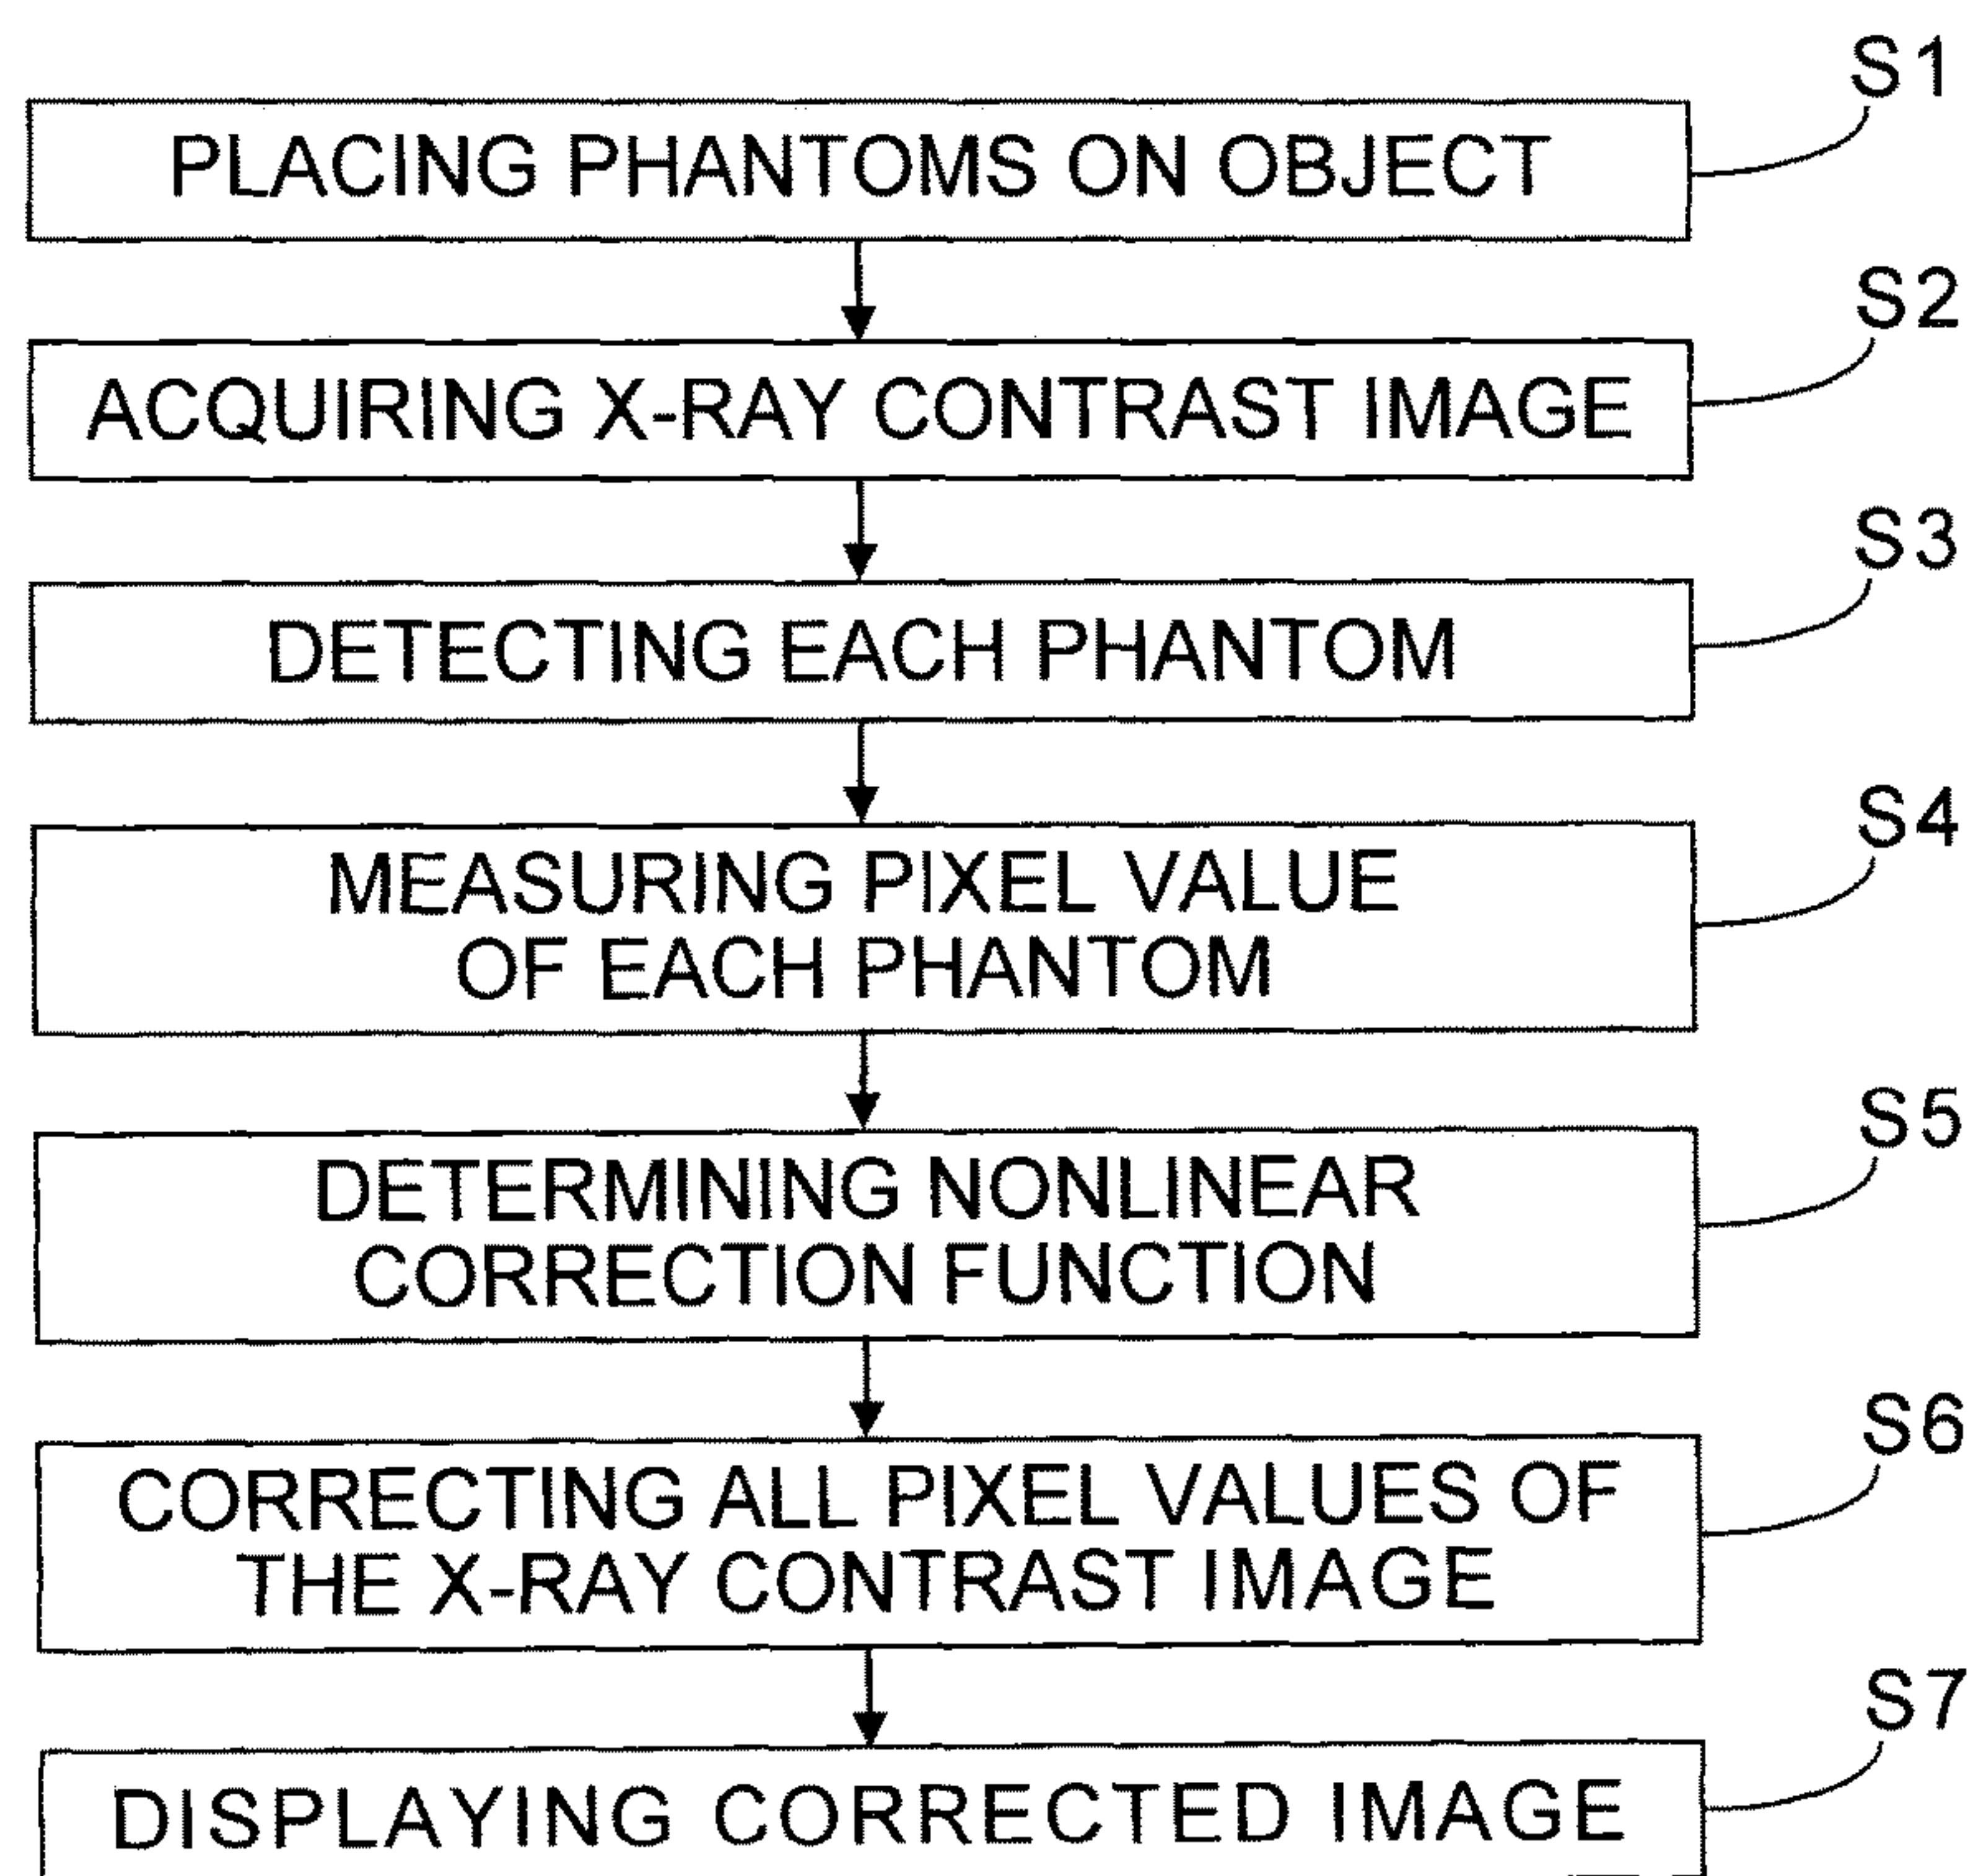 S1
PLACING PHANTOMS ON OBJECT
S2
ACQUIRING X-RAY CONTRAST IMAGE
S3
DETECTING EACH PHANTOM
S4
MEASURING PIXEL VALUE
OF EACH PHANTOM
S5
DETERMINING NONLINEAR
CORRECTION FUNCTION
S6
CORRECTING ALL PIXEL VALUES OF
THE X-RAY CONTRAST IMAGE
S7
DISPLAYING CORRECTED IMAGE